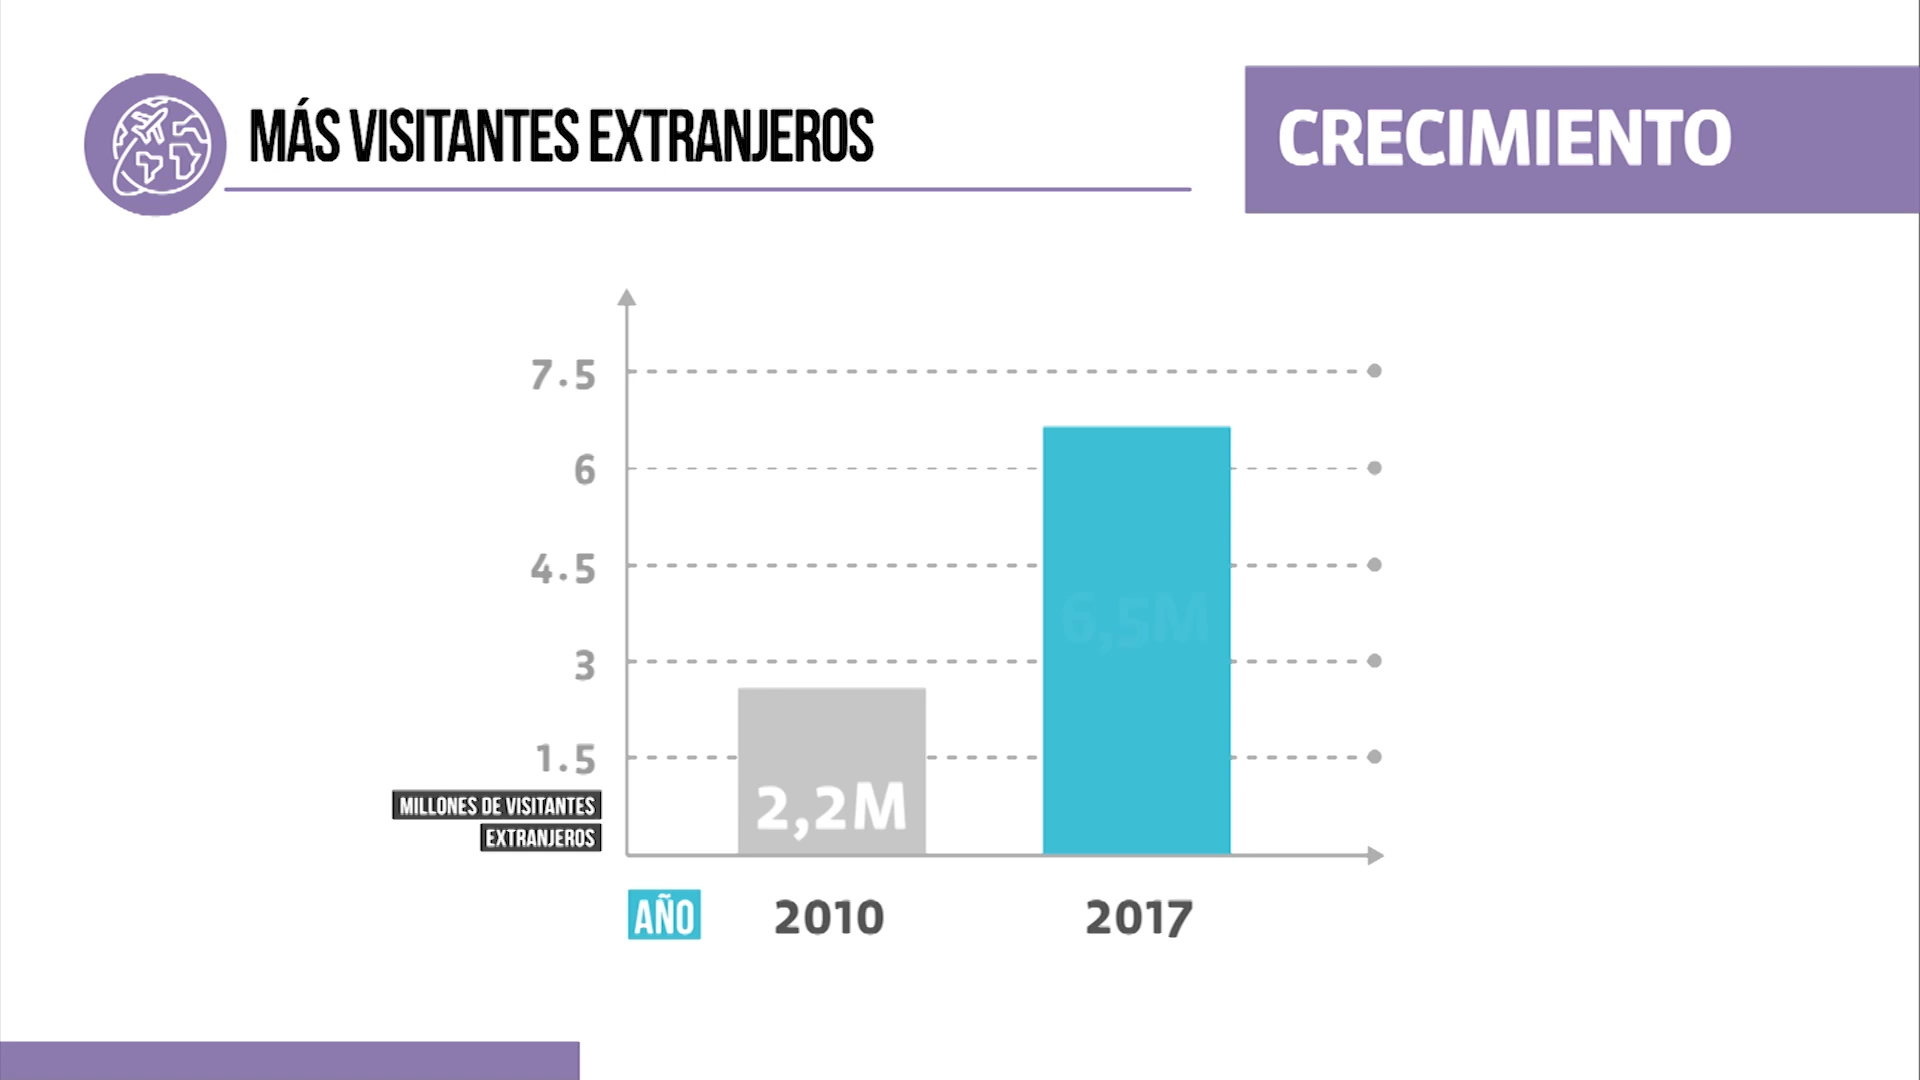 MÁS VISITANTES EXTRANJEROS
CRECIMIENTO
7.5
6
4.5
6,5M
3
1.5
2,2M
MILLONES DE VISITANTES
EXTRANJEROS
AÑO 2010 2017